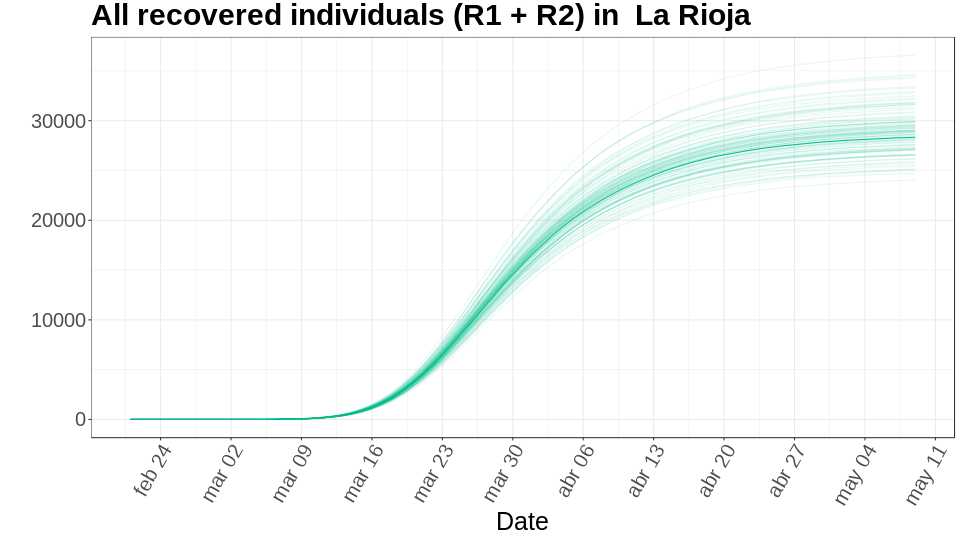 All recovered individuals (R1 + R2) in  La Rioja
30000
20000
10000
0
feb 24
mar 02
mar 09
mar 16
mar 23
mar 30
abr 06
abr 13
abr 20
abr 27
may 04
may 11
Date